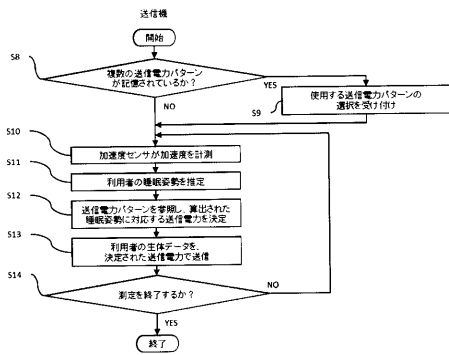 送信機
開始
S8
複数の送信電力パターン
が記憶されているか?
YES
使用する送信電力パターンの
選択を受け付け
S9
NO
S10
加速度センサが加速度を計測
S11
利用者の睡眠姿勢を推定
S12
送信電力パターンを参照し、算出された
睡眠姿勢に対応する送信電力を決定
S13
利用者の生体データを、
決定された送信電力で送信
S14
測定を終了するか?
NO
YES
終了